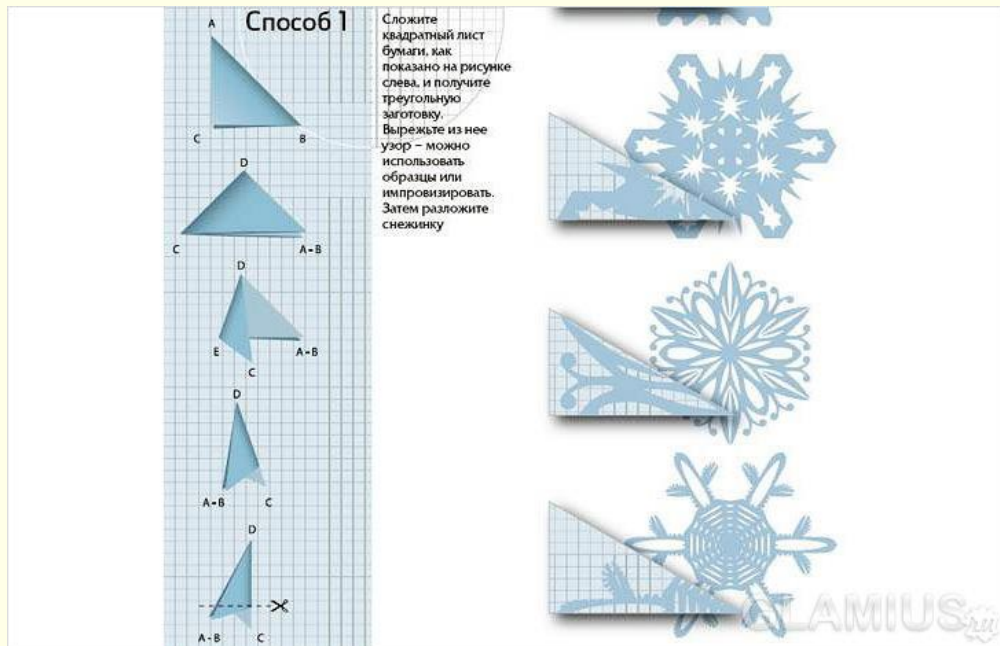 Способ 1
Сложите
квадратный лист
бумаги, как
показано на рисунке
слева, и получите
треугольную
заготовку.
Вырежьте из нее
узор – можно
использовать
образцы или
импровизировать.
Затем разложите
снежинку
A
C
B
D
C
A-B
D
E
A-B
C
D
A-B
C
D
A-B
C
GLAMIUS.ru